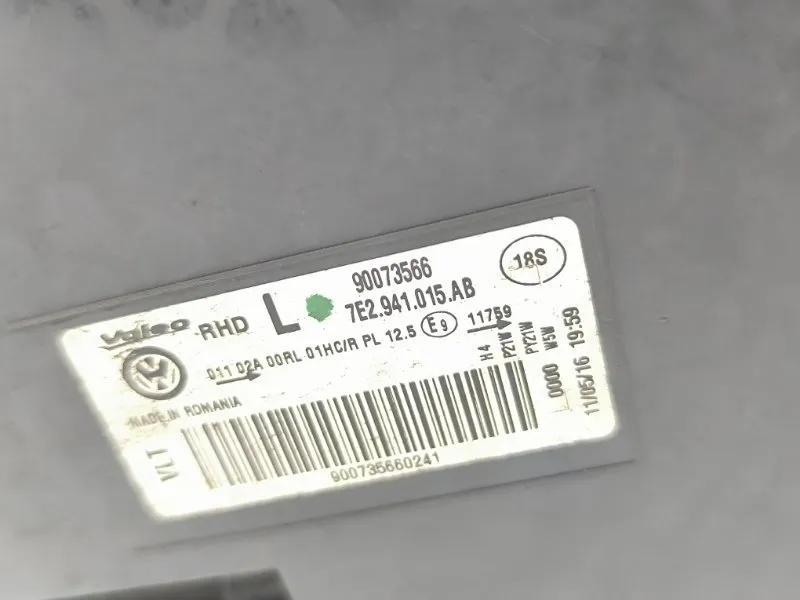 Valeo RHD L 90073566
7E2.941.015.AB
18S
011 02A 00RL 01HC/R PL 12.5 E9 11759
H4
P21W
PY21W
W5W
0000
11/05/16 19:59
MADE IN ROMANIA
VLT
900735660241